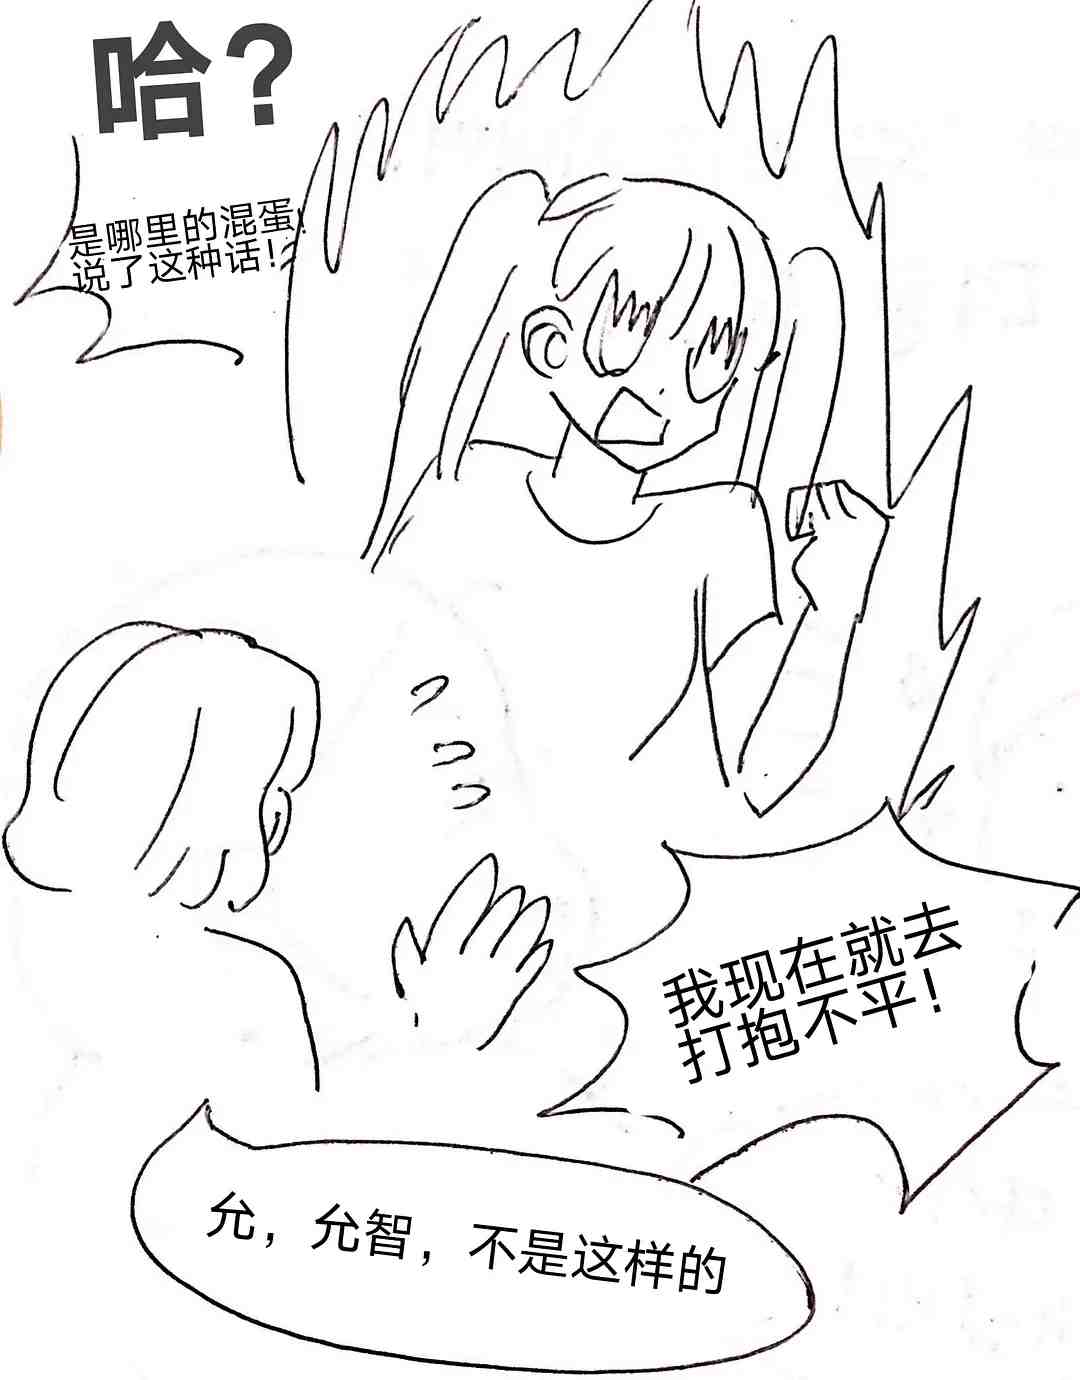 哈？
是哪里的混蛋
说了这种话！？
我现在就去
打抱不平！
允，允智，不是这样的